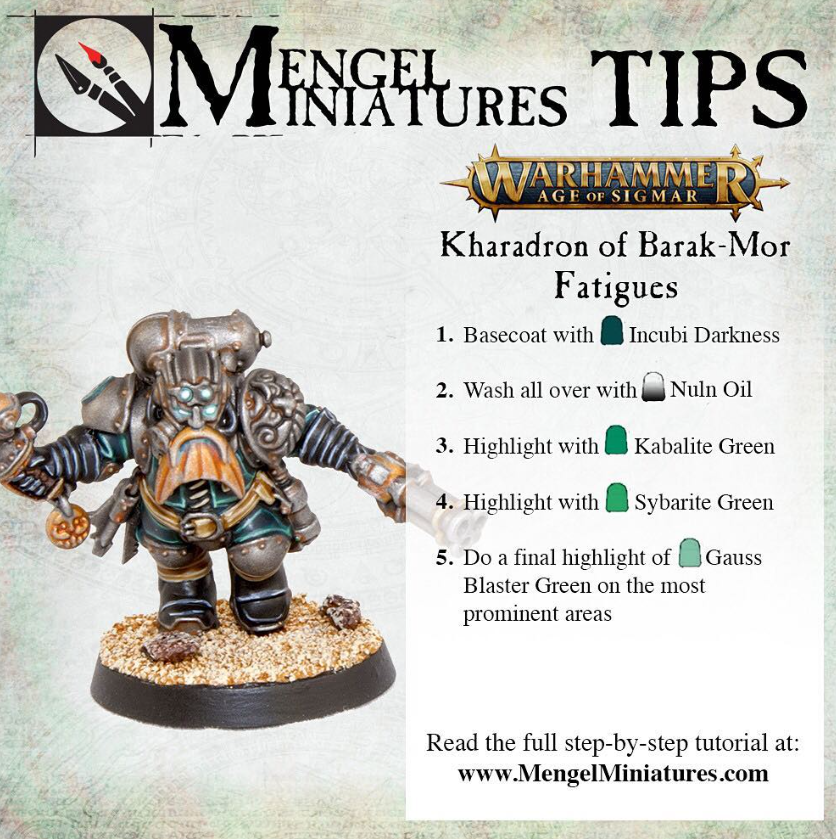 MENGEL MINIATURES TIPS
WARHAMMER
AGE OF SIGMAR
Kharadron of Barak-Mor
Fatigues
1. Basecoat with Incubi Darkness
2. Wash all over with Nuln Oil
3. Highlight with Kabalite Green
4. Highlight with Sybarite Green
5. Do a final highlight of Gauss
Blaster Green on the most
prominent areas
Read the full step-by-step tutorial at:
www.MengelMiniatures.com